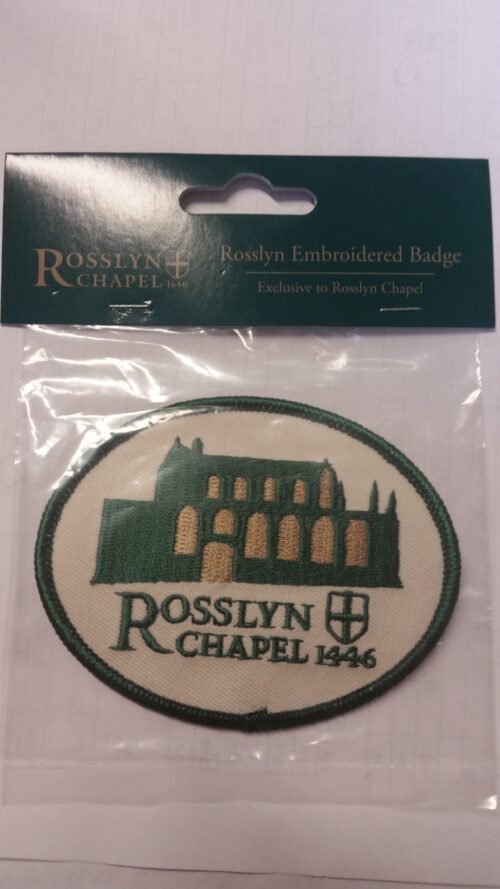 ROSSLYN
CHAPEL 1446
Rosslyn Embroidered Badge
Exclusive to Rosslyn Chapel
ROSSLYN
CHAPEL 1446